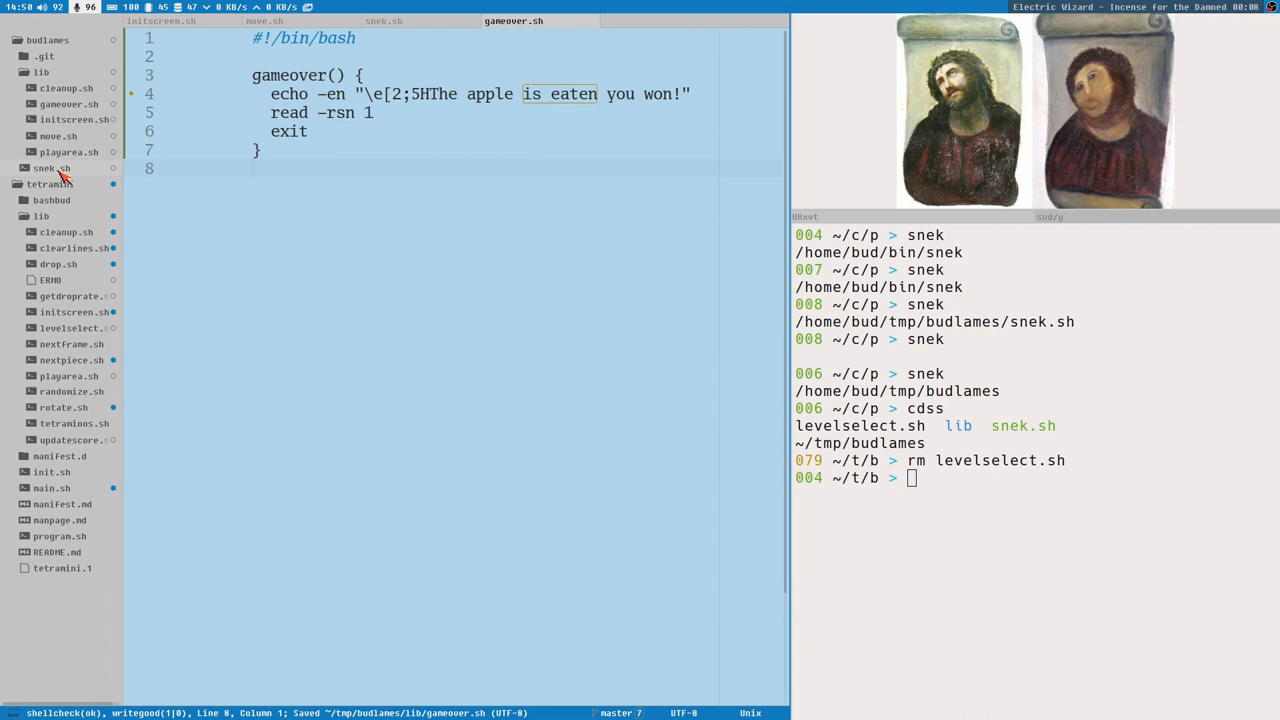 14:50 92 96 100 45 47 0 KB/s 0 KB/s
Electric Wizard - Incense for the Damned 00:08
initscreen.sh move.sh snek.sh gameover.sh
budlames
.git
lib
cleanup.sh
gameover.sh
initscreen.sh
move.sh
playarea.sh
snek.sh
tetramini
bashbud
lib
cleanup.sh
clearlines.sh
drop.sh
ERMO
getdroprate.s
initscreen.sh
levelselect.s
nextframe.sh
nextpiece.sh
playarea.sh
randomize.sh
rotate.sh
tetraminos.sh
updatescore.s
manifest.d
init.sh
main.sh
manifest.md
manpage.md
program.sh
README.md
tetramini.1
1 #!/bin/bash
2
3 gameover() {
4 echo -en "\e[2;5HThe apple is eaten you won!"
5 read -rsn 1
6 exit
7 }
8
URxvt snd/y
004 ~/c/p > snek
/home/bud/bin/snek
007 ~/c/p > snek
/home/bud/bin/snek
008 ~/c/p > snek
/home/bud/tmp/budlames/snek.sh
008 ~/c/p > snek
006 ~/c/p > snek
/home/bud/tmp/budlames
006 ~/c/p > cdss
levelselect.sh lib snek.sh
~/tmp/budlames
079 ~/t/b > rm levelselect.sh
004 ~/t/b >
shellcheck(ok), writegood(1|0), Line 8, Column 1; Saved ~/tmp/budlames/lib/gameover.sh (UTF-8) master 7 UTF-8 Unix